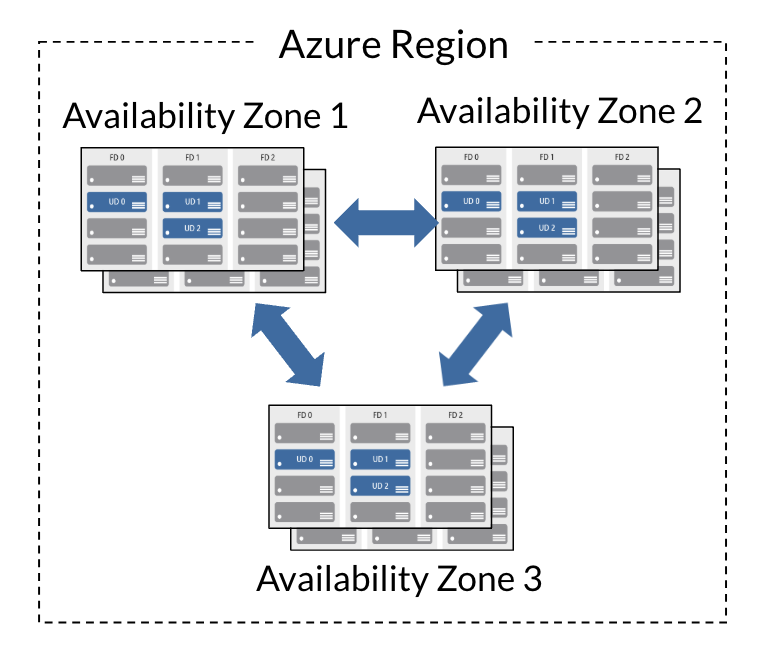 Azure Region
Availability Zone 1
Availability Zone 2
FD 0 FD 1 FD 2
UD 0 UD 1
UD 2
FD 0 FD 1 FD 2
UD 0 UD 1
UD 2
FD 0 FD 1 FD 2
UD 0 UD 1
UD 2
Availability Zone 3